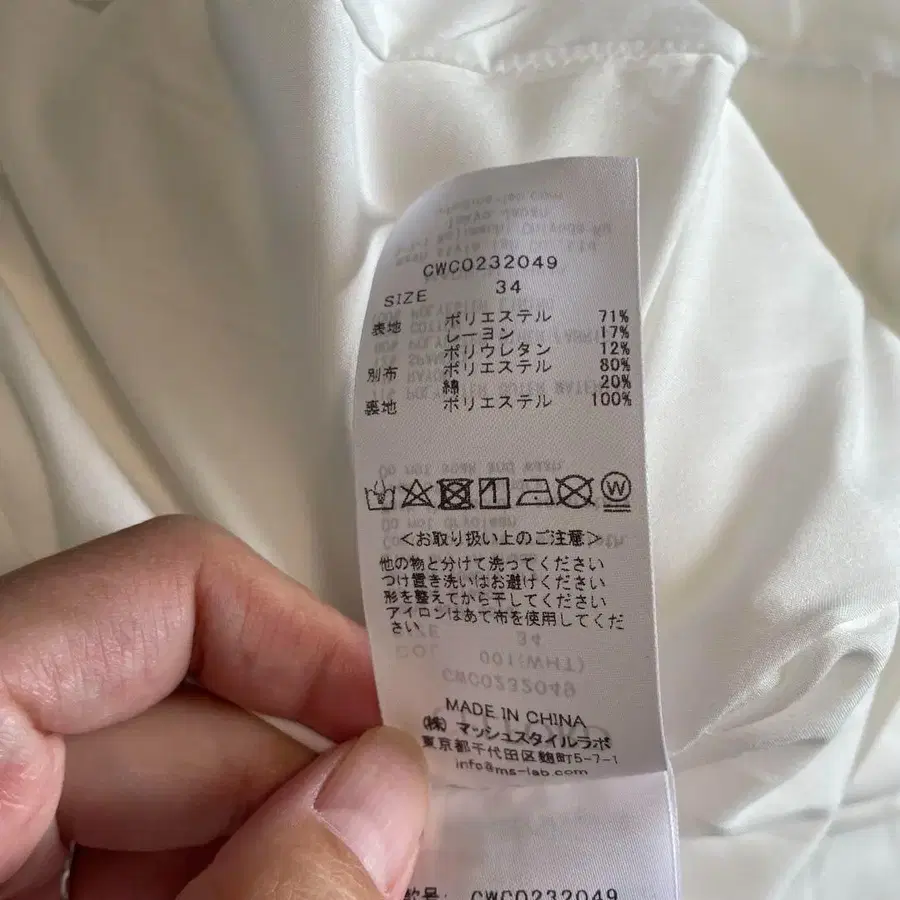 CWCO232049
SIZE 34
表地 ポリエステル 71%
レーヨン 17%
ポリウレタン 12%
別布 ポリエステル 80%
綿 20%
裏地 ポリエステル 100%
W
<お取り扱い上のご注意>
他の物と分けて洗ってください
つけ置き洗いはお避けください
形を整えてから干してください
アイロンはあて布を使用してくだ
さい
MADE IN CHINA
(株) マッシュスタイルラボ
東京都千代田区麹町5-7-1
info@ms-lab.com
款号: CWCO232049